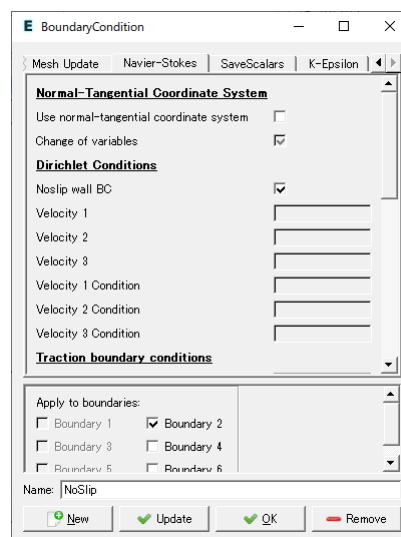 E BoundaryCondition
Mesh Update Navier-Stokes SaveScalars K-Epsilon
Normal-Tangential Coordinate System
Use normal-tangential coordinate system
Change of variables
Dirichlet Conditions
Noslip wall BC
Velocity 1
Velocity 2
Velocity 3
Velocity 1 Condition
Velocity 2 Condition
Velocity 3 Condition
Traction boundary conditions
Apply to boundaries:
Boundary 1 Boundary 2
Boundary 3 Boundary 4
Boundary 5 Boundary 6
Name: NoSlip
New Update OK Remove